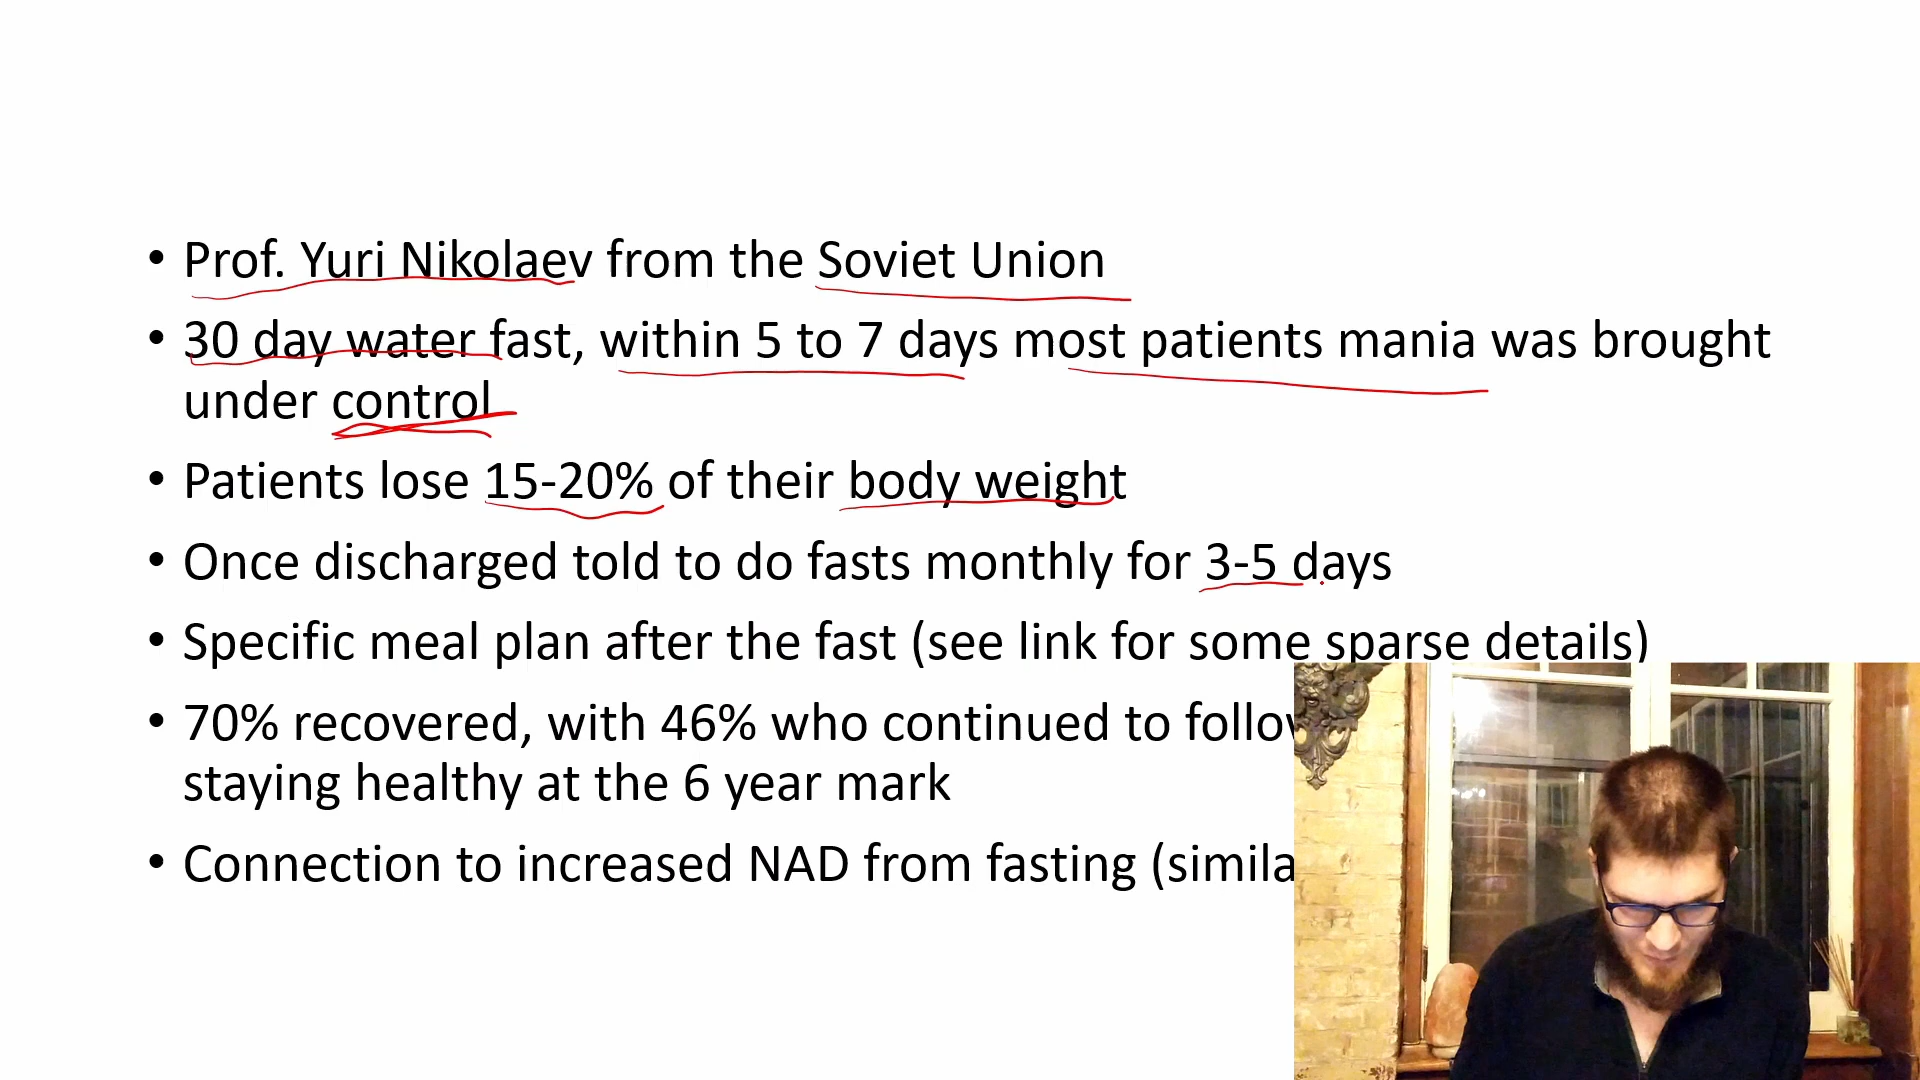 • Prof. Yuri Nikolaev from the Soviet Union
• 30 day water fast, within 5 to 7 days most patients mania was brought
under control
• Patients lose 15-20% of their body weight
• Once discharged told to do fasts monthly for 3-5 days
• Specific meal plan after the fast (see link for some sparse details)
• 70% recovered, with 46% who continued to
staying healthy at the 6 year mark
• Connection to increased NAD from fasting